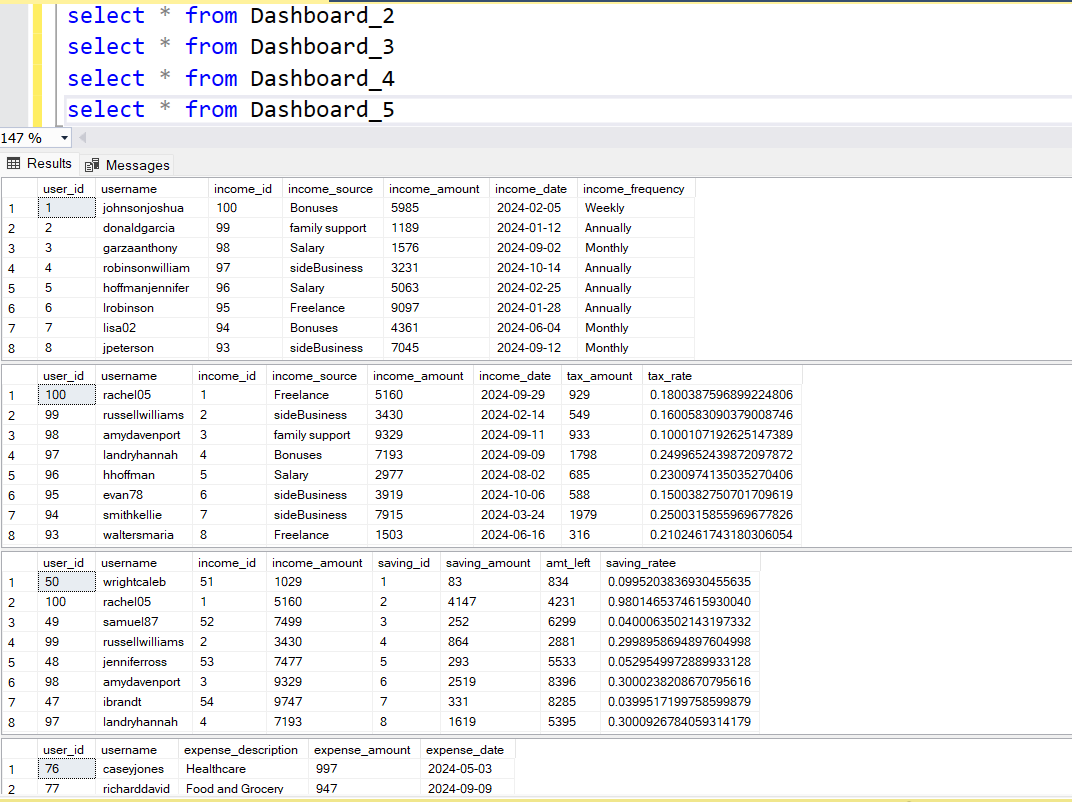 select * from Dashboard_2
select * from Dashboard_3
select * from Dashboard_4
select * from Dashboard_5
147 %
Results Messages
user_id username income_id income_source income_amount income_date income_frequency
1 1 johnsonjoshua 100 Bonuses 5985 2024-02-05 Weekly
2 2 donaldgarcia 99 family support 1189 2024-01-12 Annually
3 3 garzaanthony 98 Salary 1576 2024-09-02 Monthly
4 4 robinsonwilliam 97 sideBusiness 3231 2024-10-14 Annually
5 5 hoffmanjennifer 96 Salary 5063 2024-02-25 Annually
6 6 lrobinson 95 Freelance 9097 2024-01-28 Annually
7 7 lisa02 94 Bonuses 4361 2024-06-04 Monthly
8 8 jpeterson 93 sideBusiness 7045 2024-09-12 Monthly
user_id username income_id income_source income_amount income_date tax_amount tax_rate
1 100 rachel05 1 Freelance 5160 2024-09-29 929 0.1800387596899224806
2 99 russellwilliams 2 sideBusiness 3430 2024-02-14 549 0.1600583090379008746
3 98 amydavenport 3 family support 9329 2024-09-11 933 0.1000107192625147389
4 97 landryhannah 4 Bonuses 7193 2024-09-09 1798 0.2499652439872097872
5 96 hhoffman 5 Salary 2977 2024-08-02 685 0.2300974135035270406
6 95 evan78 6 sideBusiness 3919 2024-10-06 588 0.1500382750701709619
7 94 smithkellie 7 sideBusiness 7915 2024-03-24 1979 0.2500315855969677826
8 93 waltersmaria 8 Freelance 1503 2024-06-16 316 0.2102461743180306054
user_id username income_id income_amount saving_id saving_amount amt_left saving_ratee
1 50 wrightcaleb 51 1029 1 83 834 0.0995203836930455635
2 100 rachel05 1 5160 2 4147 4231 0.9801465374615930040
3 49 samuel87 52 7499 3 252 6299 0.0400063502143197332
4 99 russellwilliams 2 3430 4 864 2881 0.2998958694897604998
5 48 jenniferross 53 7477 5 293 5533 0.0529549972889933128
6 98 amydavenport 3 9329 6 2519 8396 0.3000238208670795616
7 47 ibrandt 54 9747 7 331 8285 0.0399517199758599879
8 97 landryhannah 4 7193 8 1619 5395 0.3000926784059314179
user_id username expense_description expense_amount expense_date
1 76 caseyjones Healthcare 997 2024-05-03
2 77 richarddavid Food and Grocery 947 2024-09-09